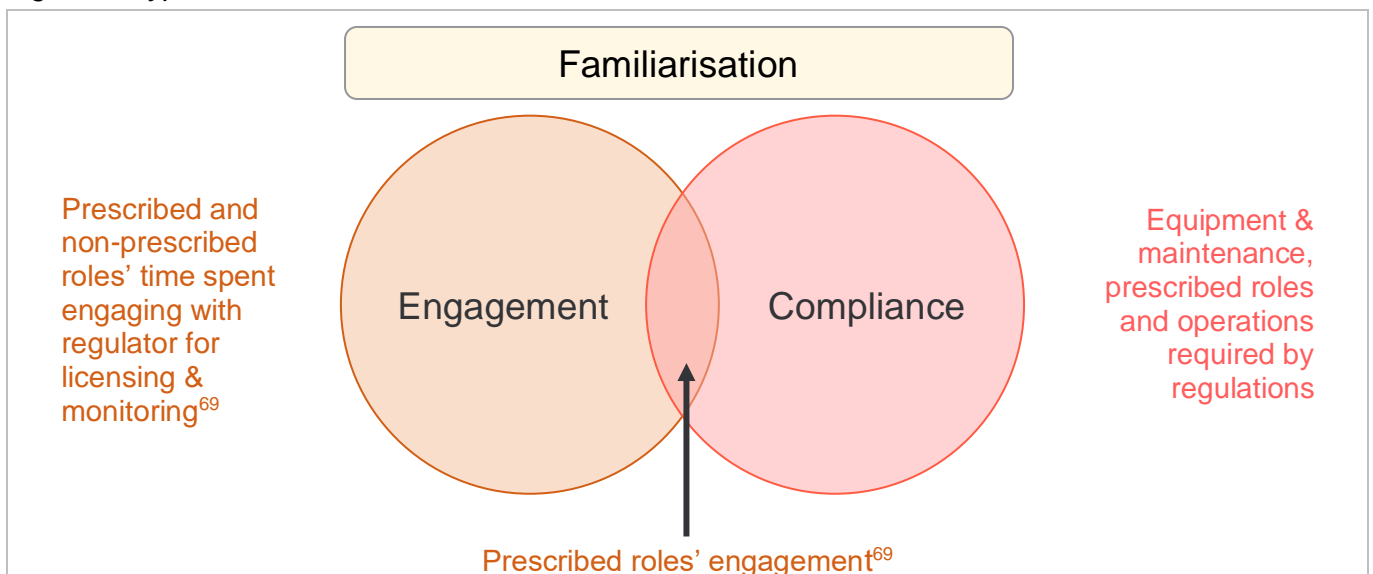 Familiarisation
Prescribed and
non-prescribed
roles’ time spent
engaging with
regulator for
licensing &
monitoring69
Engagement
Compliance
Equipment &
maintenance,
prescribed roles
and operations
required by
regulations
Prescribed roles’ engagement69